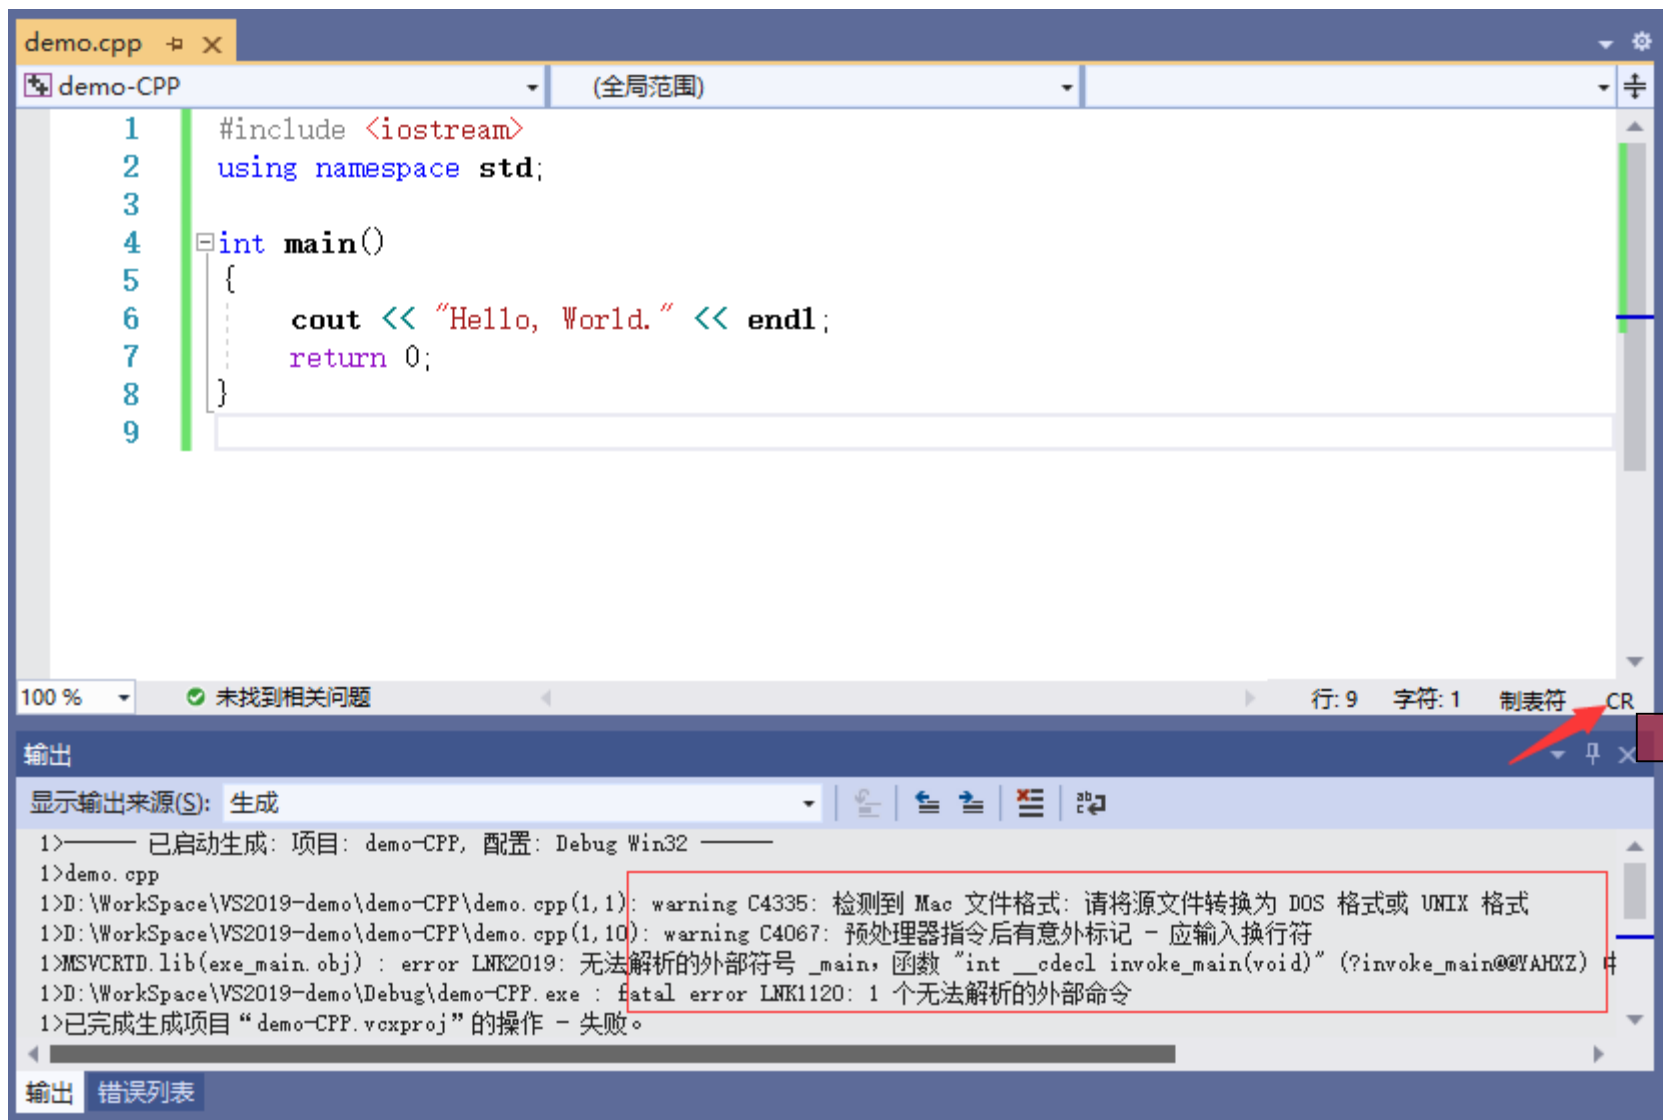 demo.cpp
demo-CPP (全局范围)
1 #include <iostream>
2 using namespace std;
3
4 int main()
5 {
6 cout << "Hello, World." << endl;
7 return 0;
8 }
9
100 % 未找到相关问题 行: 9 字符: 1 制表符 CR
输出
显示输出来源(S): 生成
1>—— 已启动生成: 项目: demo-CPP, 配置: Debug Win32 ——
1>demo.cpp
1>D:\WorkSpace\VS2019-demo\demo-CPP\demo.cpp(1,1): warning C4335: 检测到 Mac 文件格式: 请将源文件转换为 DOS 格式或 UNIX 格式
1>D:\WorkSpace\VS2019-demo\demo-CPP\demo.cpp(1,10): warning C4067: 预处理器指令后有意外标记 - 应输入换行符
1>MSVCRTD.lib(exe_main.obj) : error LNK2019: 无法解析的外部符号 _main，函数 "int __cdecl invoke_main(void)" (?invoke_main@@YAHXZ)
1>D:\WorkSpace\VS2019-demo\Debug\demo-CPP.exe : fatal error LNK1120: 1 个无法解析的外部命令
1>已完成生成项目“demo-CPP.vcxproj”的操作 - 失败。
输出 错误列表